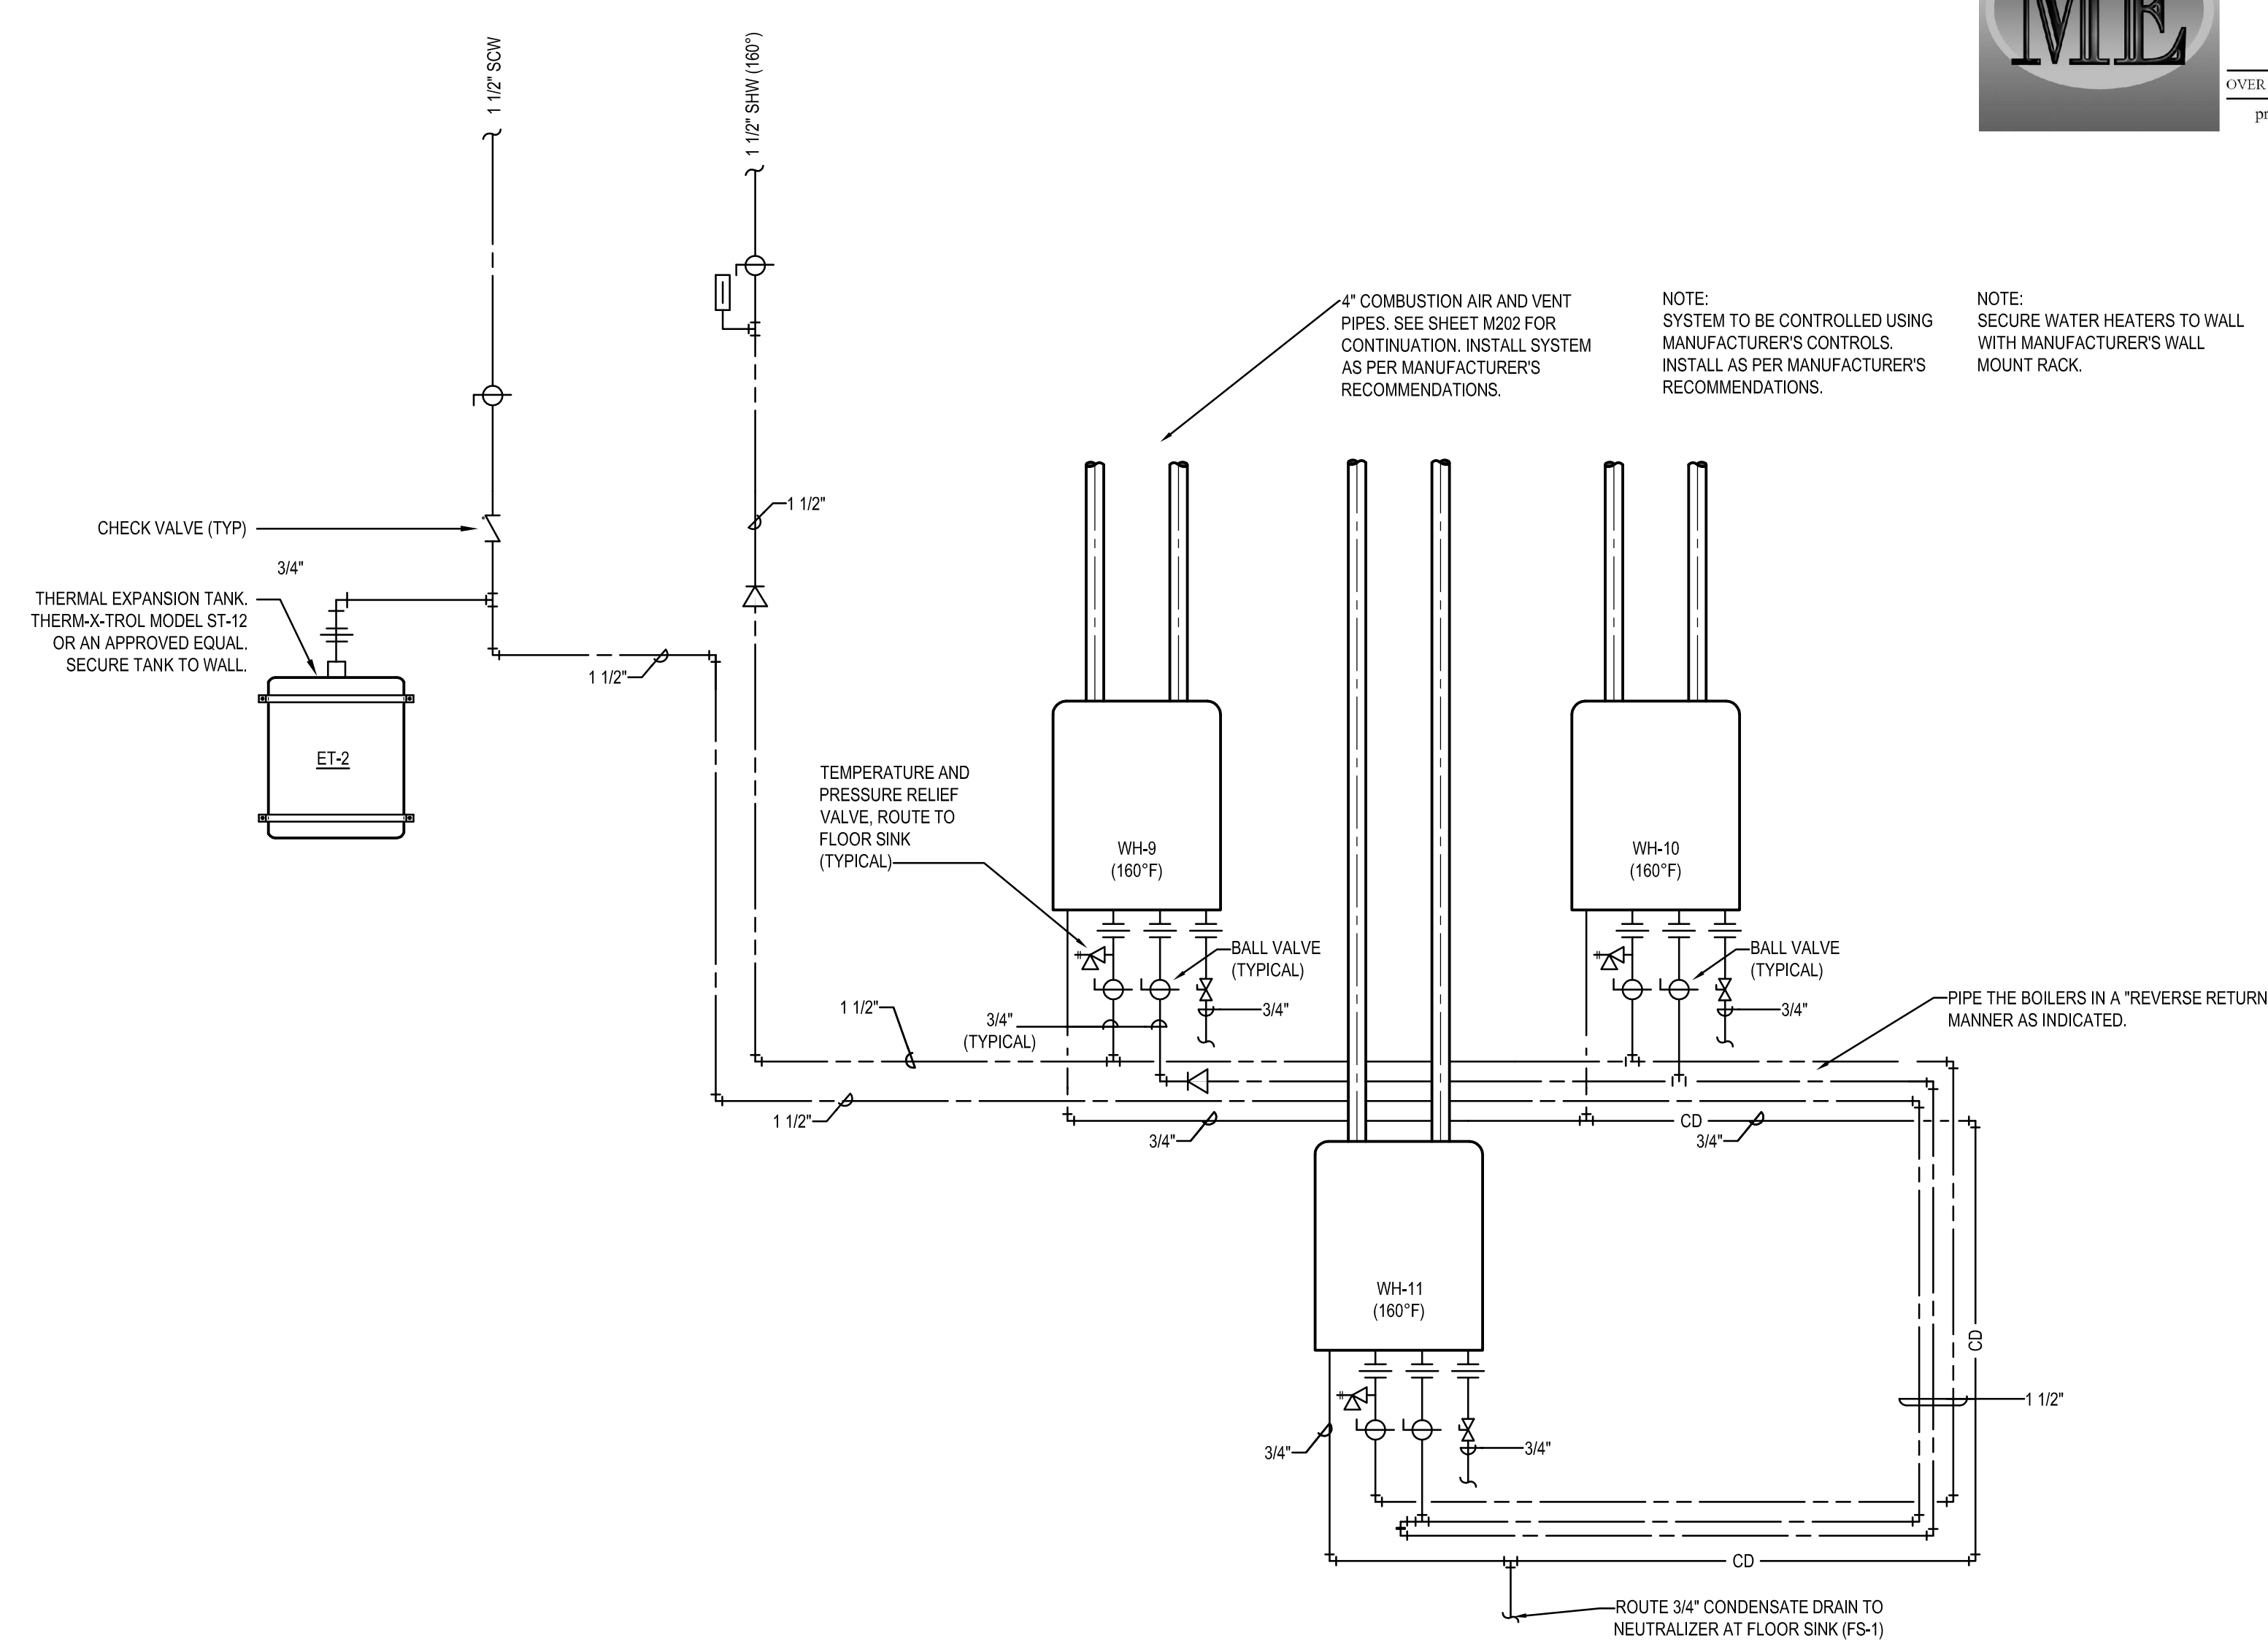 ME
OVER
pr
1 1/2" SCW
1 1/2" SHW (160°)
4" COMBUSTION AIR AND VENT
PIPES. SEE SHEET M202 FOR
CONTINUATION. INSTALL SYSTEM
AS PER MANUFACTURER'S
RECOMMENDATIONS.
NOTE:
SYSTEM TO BE CONTROLLED USING
MANUFACTURER'S CONTROLS.
INSTALL AS PER MANUFACTURER'S
RECOMMENDATIONS.
NOTE:
SECURE WATER HEATERS TO WALL
WITH MANUFACTURER'S WALL
MOUNT RACK.
1 1/2"
CHECK VALVE (TYP)
3/4"
THERMAL EXPANSION TANK.
THERM-X-TROL MODEL ST-12
OR AN APPROVED EQUAL.
SECURE TANK TO WALL.
1 1/2"
ET-2
TEMPERATURE AND
PRESSURE RELIEF
VALVE, ROUTE TO
FLOOR SINK
(TYPICAL)
WH-9
(160°F)
WH-10
(160°F)
BALL VALVE
(TYPICAL)
BALL VALVE
(TYPICAL)
1 1/2"
3/4"
(TYPICAL)
3/4"
3/4"
PIPE THE BOILERS IN A "REVERSE RETURN
MANNER AS INDICATED.
1 1/2"
3/4"
CD
3/4"
WH-11
(160°F)
CD
1 1/2"
3/4"
3/4"
CD
ROUTE 3/4" CONDENSATE DRAIN TO
NEUTRALIZER AT FLOOR SINK (FS-1)